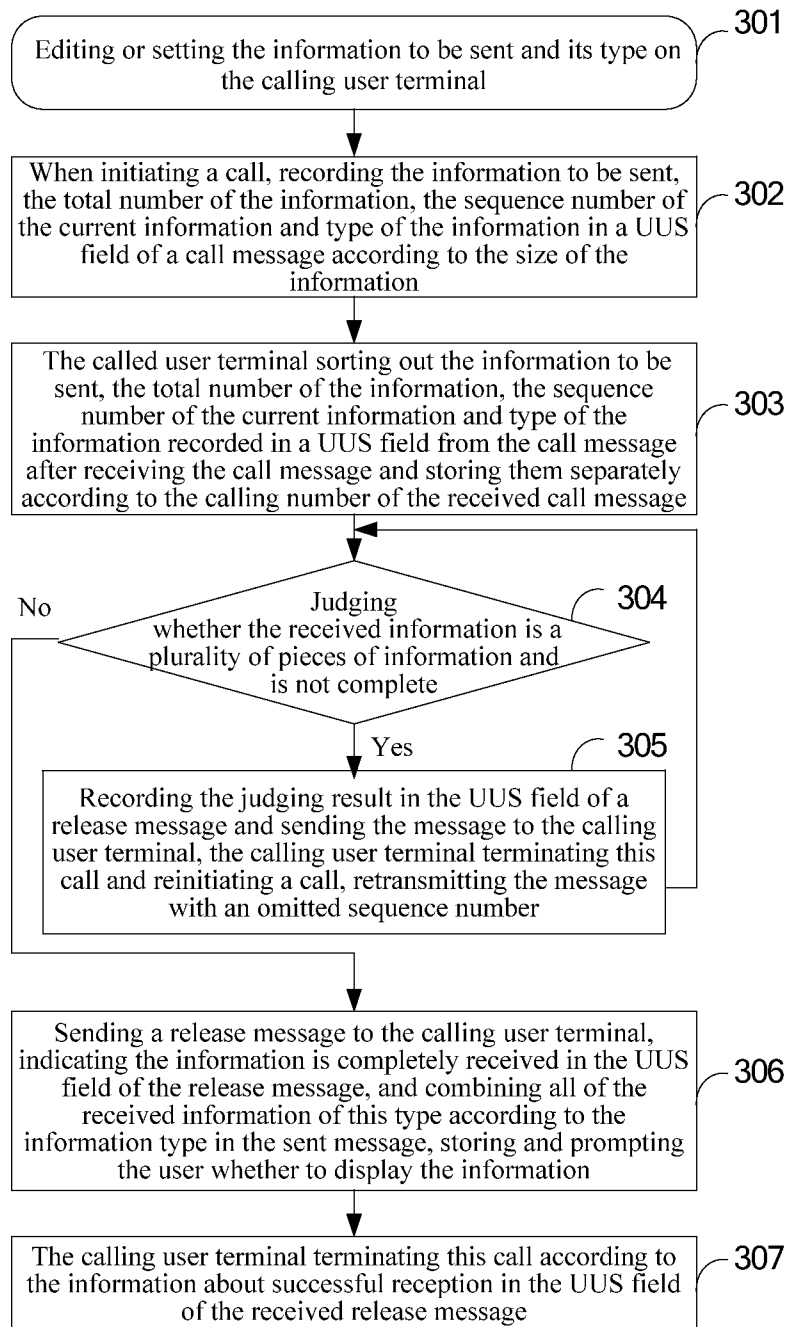 301
Editing or setting the information to be sent and its type on
the calling user terminal
302
When initiating a call, recording the information to be sent,
the total number of the information, the sequence number of
the current information and type of the information in a UUS
field of a call message according to the size of the
information
303
The called user terminal sorting out the information to be
sent, the total number of the information, the sequence
number of the current information and type of the
information recorded in a UUS field from the call message
after receiving the call message and storing them separately
according to the calling number of the received call message
304
No
Judging
whether the received information is a
plurality of pieces of information and
is not complete
Yes
305
Recording the judging result in the UUS field of a
release message and sending the message to the calling
user terminal, the calling user terminal terminating this
call and reinitiating a call, retransmitting the message
with an omitted sequence number
306
Sending a release message to the calling user terminal,
indicating the information is completely received in the UUS
field of the release message, and combining all of the
received information of this type according to the
information type in the sent message, storing and prompting
the user whether to display the information
307
The calling user terminal terminating this call according to
the information about successful reception in the UUS field
of the received release message